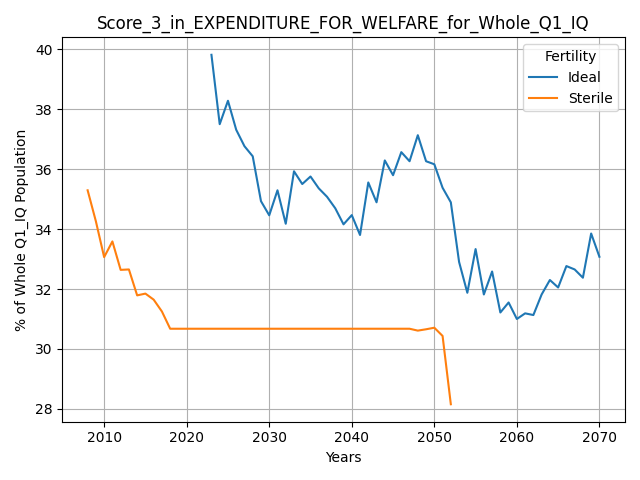 Score_3_in_EXPENDITURE_FOR_WELFARE_for_Whole_Q1_IQ
% of Whole Q1_IQ Population
40
38
36
34
32
30
28
Fertility
Ideal
Sterile
2010
2020
2030
2040
2050
2060
2070
Years